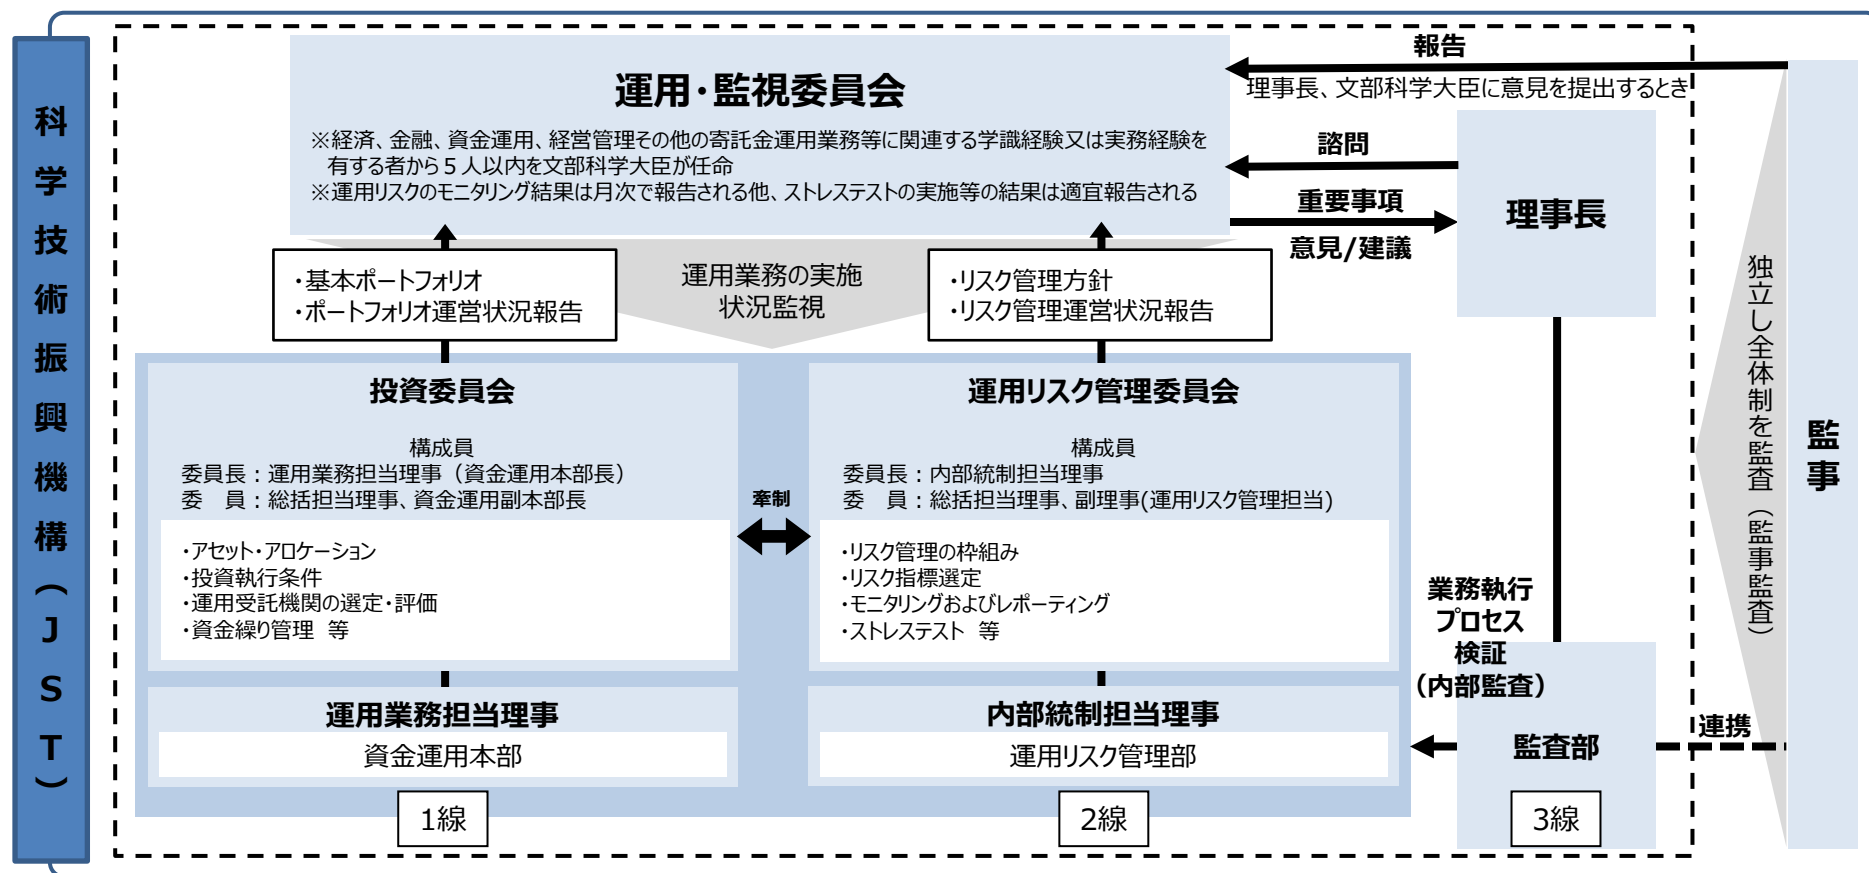 科学技術振興機構（JST）
運用・監視委員会
※経済、金融、資金運用、経営管理その他の寄託金運用業務等に関連する学識経験又は実務経験を
有する者から５人以内を文部科学大臣が任命
※運用リスクのモニタリング結果は月次で報告される他、ストレステストの実施等の結果は適宜報告される
報告
理事長、文部科学大臣に意見を提出するとき
諮問
重要事項
意見/建議
理事長
・基本ポートフォリオ
・ポートフォリオ運営状況報告
運用業務の実施
状況監視
・リスク管理方針
・リスク管理運営状況報告
投資委員会
構成員
委員長：運用業務担当理事（資金運用本部長）
委　員：総括担当理事、資金運用副本部長
・アセット・アロケーション
・投資執行条件
・運用受託機関の選定・評価
・資金繰り管理　等
運用業務担当理事
資金運用本部
1線
牽制
運用リスク管理委員会
構成員
委員長：内部統制担当理事
委　員：総括担当理事、副理事(運用リスク管理担当)
・リスク管理の枠組み
・リスク指標選定
・モニタリングおよびレポーティング
・ストレステスト　等
内部統制担当理事
運用リスク管理部
2線
業務執行
プロセス
検証
（内部監査）
監査部
3線
連携
独立し全体制を監査（監事監査）
監事